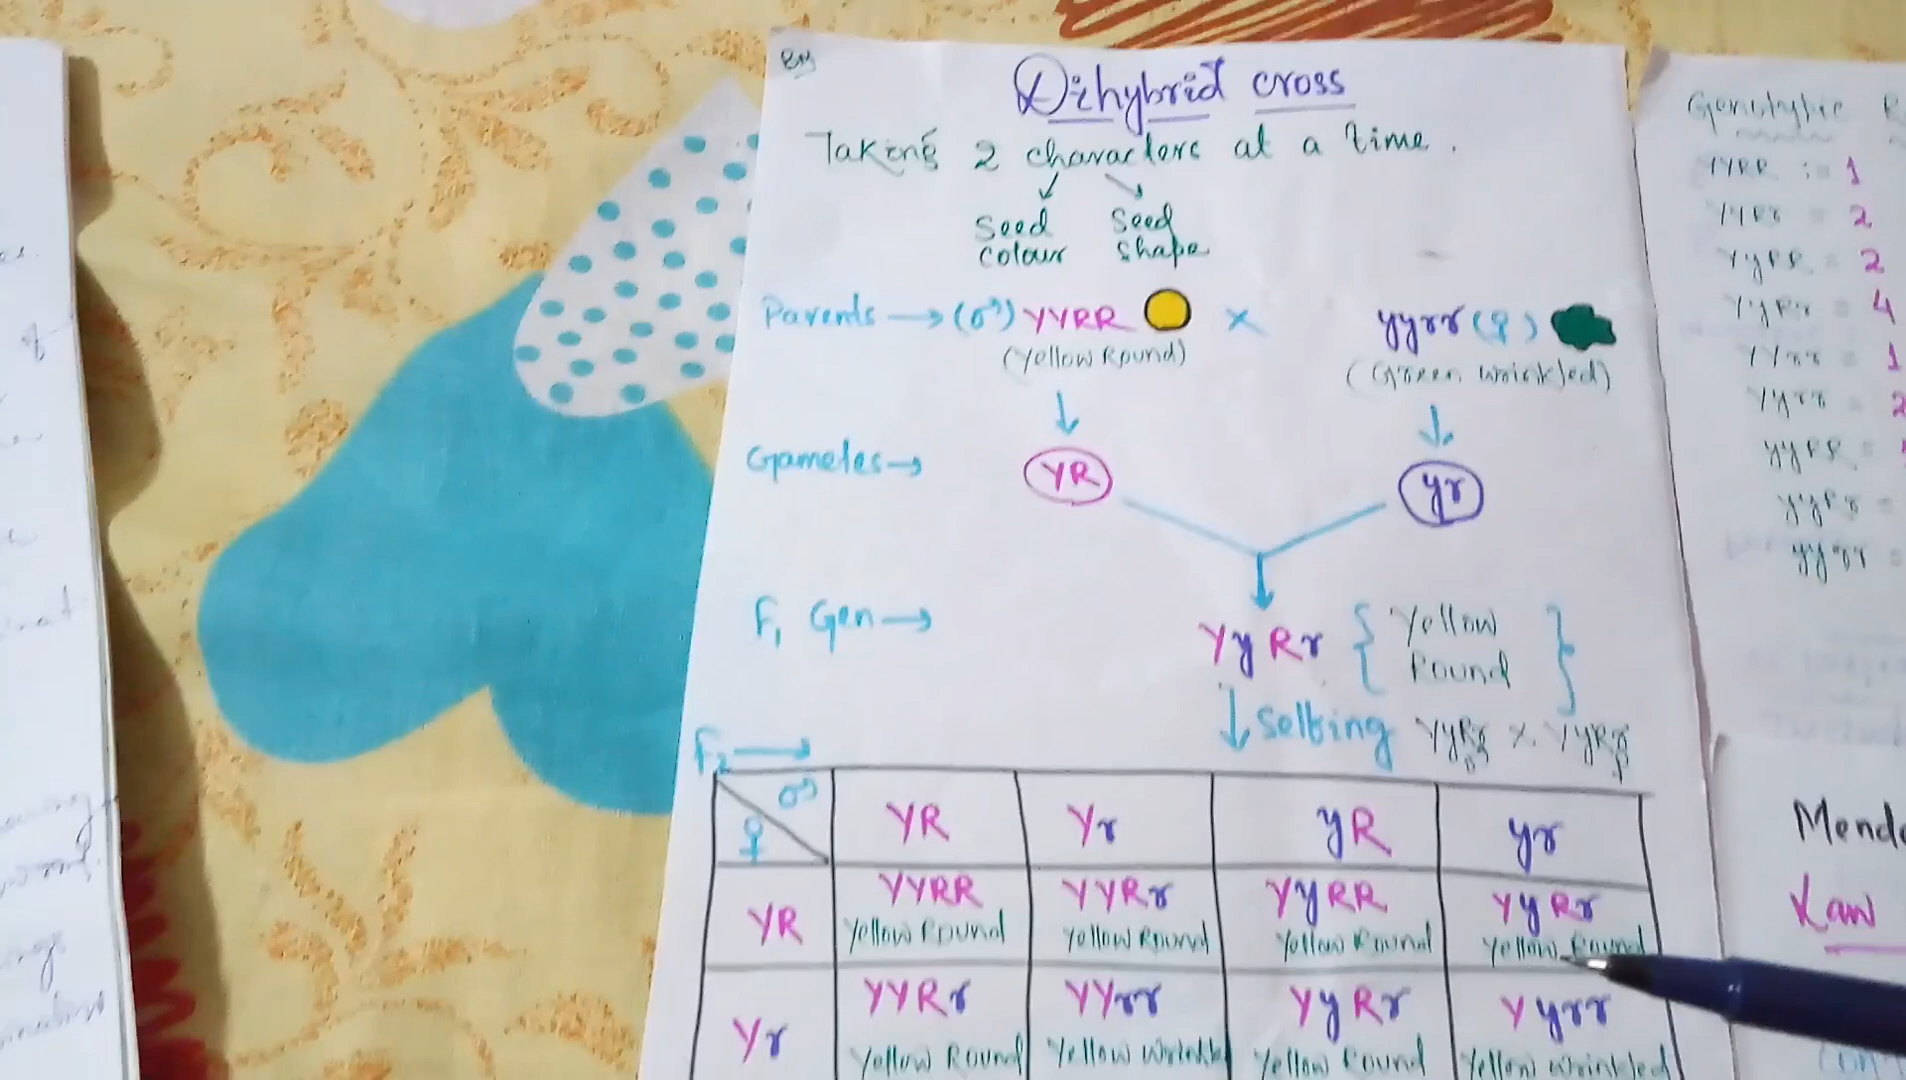 Dihybrid cross
Taking 2 characters at a time.
Seed colour
Seed shape
Parents → (♂) YYRR × yyrr (♀)
(Yellow Round) (Green wrinkled)
Gametes → YR yr
F1 Gen → YyRr { Yellow Round }
↓ Selfing YyRr × YyRr
F2 →
♂ YR Yr yR yr
♀
YR YYRR YYRr YyRR YyRr
Yellow Round Yellow Round Yellow Round Yellow Round
Yr YYRr YYrr YyRr Yyrr
Yellow Round Yellow Wrinkle Yellow Round Yellow Wrinkled
Genotypic R
YYRR := 1
YYRr = 2
YyRR = 2
YyRr = 4
YYrr = 1
Yyrr = 2
yyRR =
yyRr =
yyrr =
Mende
Law